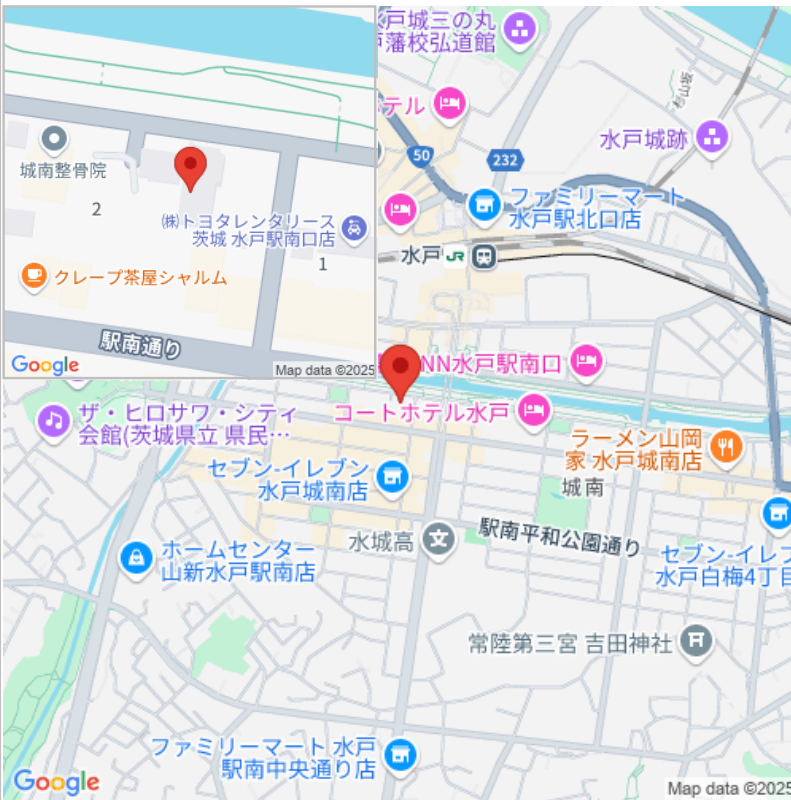 城南整骨院
2
㈱トヨタレンタリース
茨城 水戸駅南口店
1
クレープ茶屋シャルム
駅南通り
Google
Map data ©2025
水戸城三の丸
藩校弘道館
テル
杉山坂
水戸城跡
50
232
ファミリーマート
水戸駅北口店
水戸 JR
INN水戸駅南口
コートホテル水戸
ザ・ヒロサワ・シティ
会館(茨城県立 県民…
ラーメン山岡
家 水戸城南店
セブン-イレブン
水戸城南店
城南
水城高
駅南平和公園通り
ホームセンター
山新水戸駅南店
セブン-イレブ
水戸白梅4丁目
常陸第三宮 吉田神社
ファミリーマート 水戸
駅南中央通り店
Google
Map data ©2025